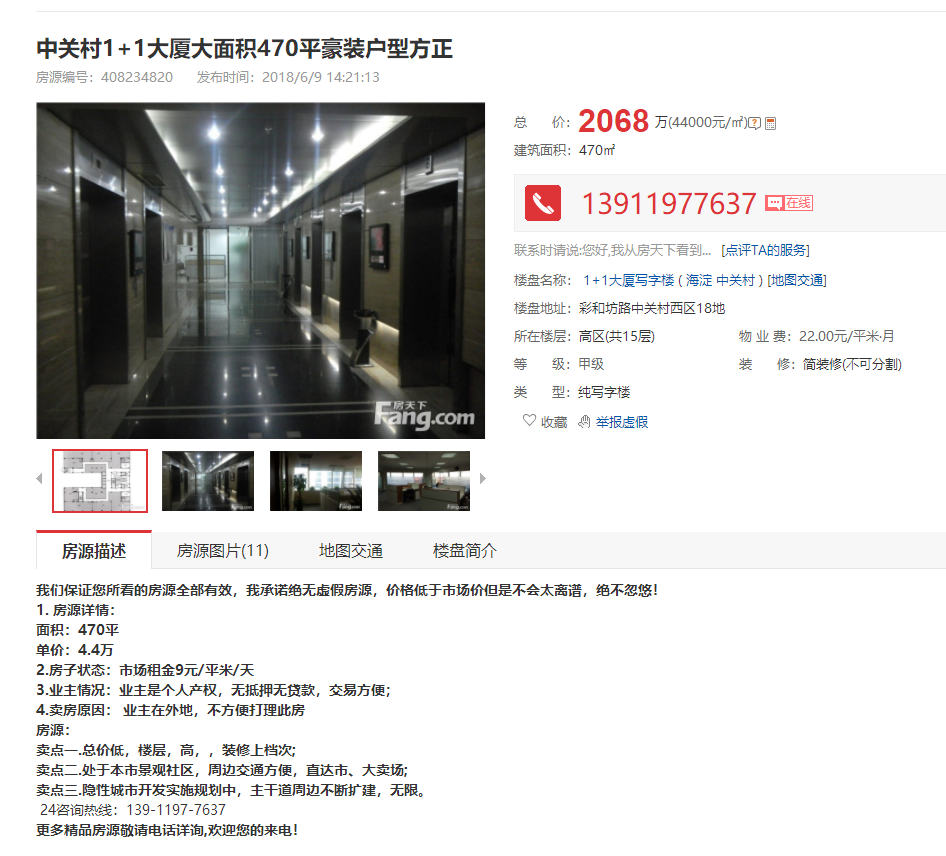 中关村1+1大厦大面积470平豪装户型方正
房源编号：408234820 发布时间：2018/6/9 14:21:13
总 价：2068 万(44000元/㎡)
建筑面积：470㎡
13911977637 在线
联系时请说:您好,我从房天下看到... [点评TA的服务]
楼盘名称： 1+1大厦写字楼 ( 海淀 中关村 ) [地图交通]
楼盘地址：彩和坊路中关村西区18地
所在楼层：高区(共15层) 物 业 费：22.00元/平米·月
等 级：甲级 装 修：简装修(不可分割)
类 型：纯写字楼
收藏 举报虚假
房天下
Fang.com
房源描述 房源图片(11) 地图交通 楼盘简介
我们保证您所看的房源全部有效，我承诺绝无虚假房源，价格低于市场价但是不会太离谱，绝不忽悠！
1. 房源详情：
面积：470平
单价：4.4万
2.房子状态：市场租金9元/平米/天
3.业主情况：业主是个人产权，无抵押无贷款，交易方便；
4.卖房原因： 业主在外地，不方便打理此房
房源：
卖点一.总价低，楼层，高，，装修上档次;
卖点二.处于本市景观社区，周边交通方便，直达市、大卖场;
卖点三.隐性城市开发实施规划中，主干道周边不断扩建，无限。
24咨询热线：139-1197-7637
更多精品房源敬请电话详询,欢迎您的来电！